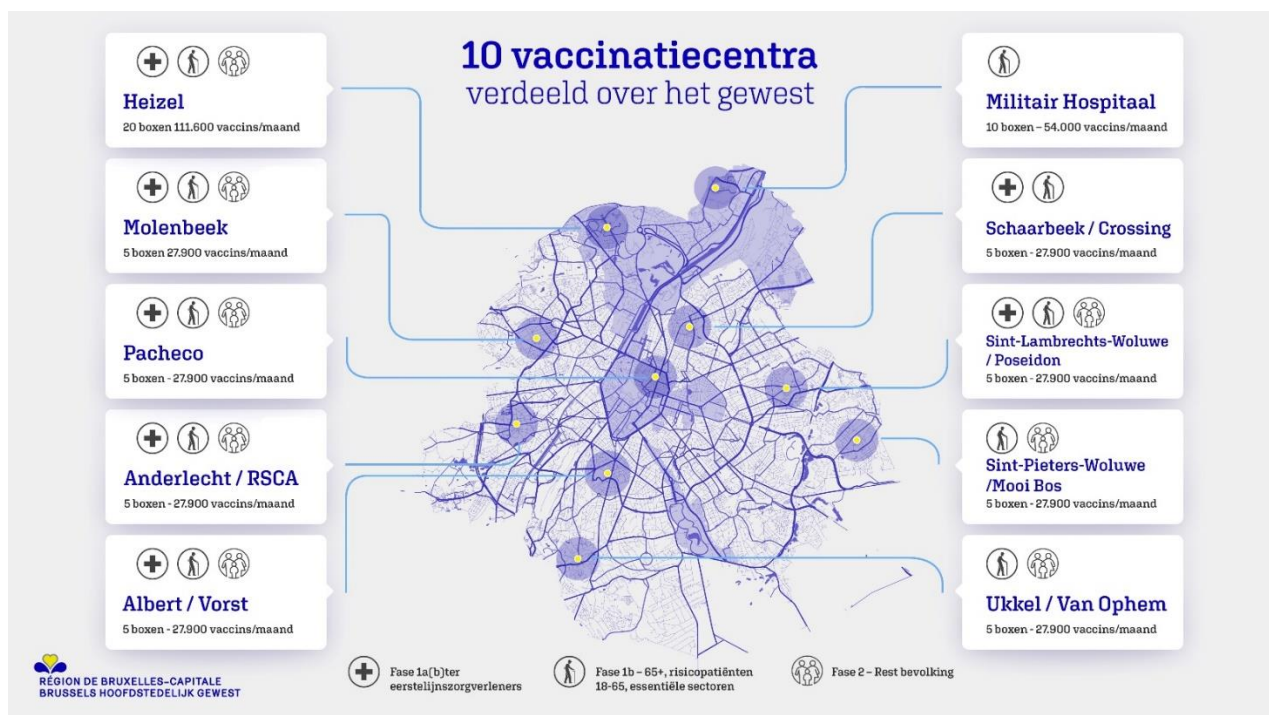 10 vaccinatiecentra
verdeeld over het gewest
Heizel
20 boxen 111.600 vaccins/maand
Molenbeek
5 boxen 27.900 vaccins/maand
Pacheco
5 boxen - 27.900 vaccins/maand
Anderlecht / RSCA
5 boxen - 27.900 vaccins/maand
Albert / Vorst
5 boxen - 27.900 vaccins/maand
Militair Hospitaal
10 boxen – 54.000 vaccins/maand
Schaarbeek / Crossing
5 boxen - 27.900 vaccins/maand
Sint-Lambrechts-Woluwe
/ Poseidon
5 boxen - 27.900 vaccins/maand
Sint-Pieters-Woluwe
/Mooi Bos
5 boxen - 27.900 vaccins/maand
Ukkel / Van Ophem
5 boxen - 27.900 vaccins/maand
RÉGION DE BRUXELLES-CAPITALE
BRUSSELS HOOFDSTEDELIJK GEWEST
Fase 1a(b)ter
eerstelijnszorgverleners
Fase 1b – 65+, risicopatiënten
18-65, essentiële sectoren
Fase 2 – Rest bevolking